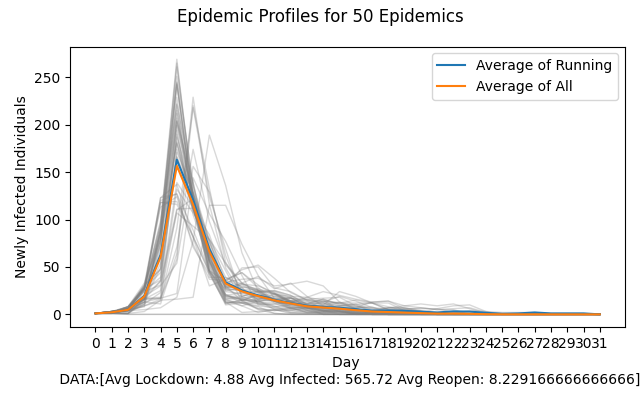 Epidemic Profiles for 50 Epidemics
Average of Running
Average of All
Newly Infected Individuals
250
200
150
100
50
0
0 1 2 3 4 5 6 7 8 9 10 11 12 13 14 15 16 17 18 19 20 21 22 23 24 25 26 27 28 29 30 31
Day
DATA:[Avg Lockdown: 4.88 Avg Infected: 565.72 Avg Reopen: 8.229166666666666]